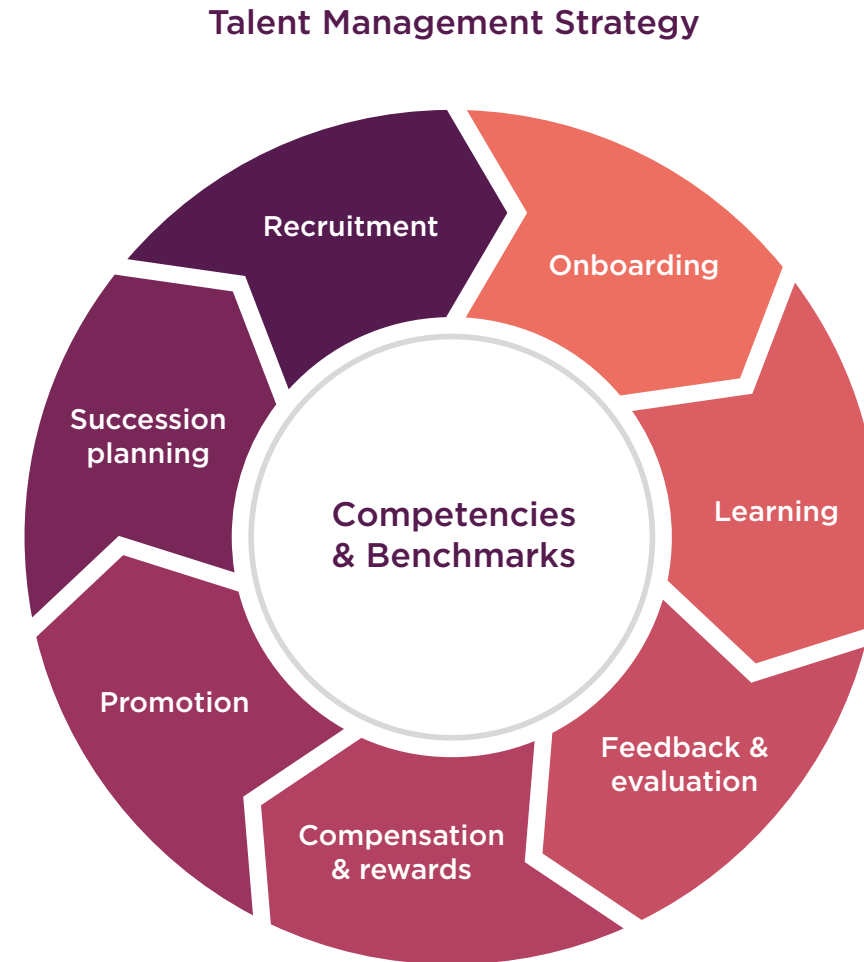 Talent Management Strategy
Recruitment
Onboarding
Learning
Feedback &
evaluation
Compensation
& rewards
Promotion
Succession
planning
Competencies
& Benchmarks